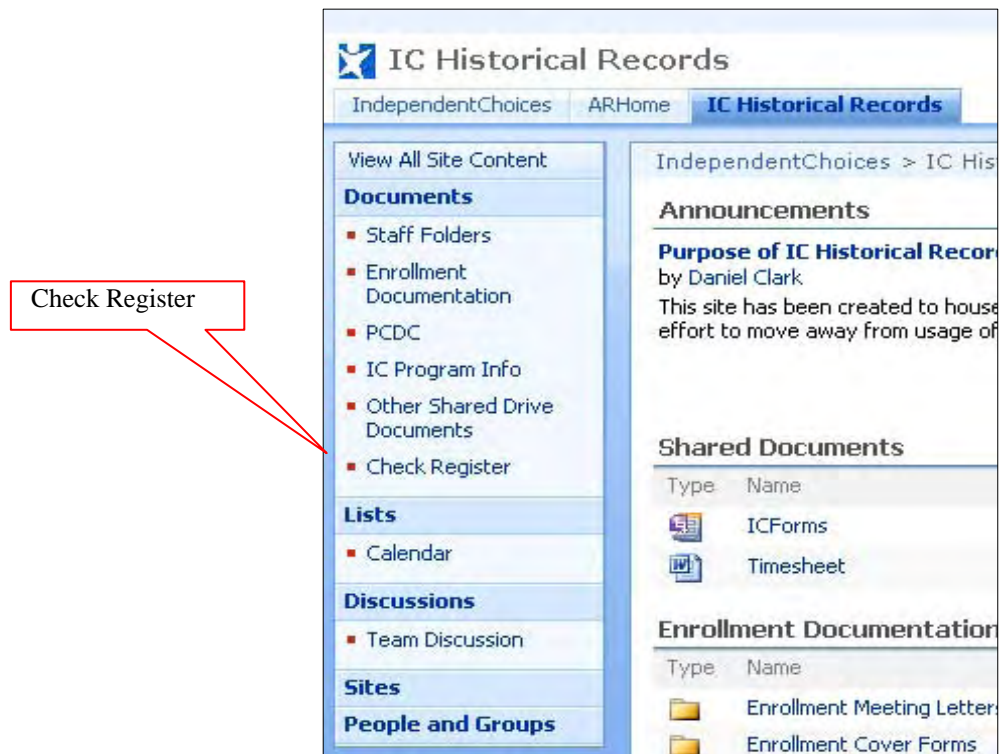 IC Historical Records
IndependentChoices ARHome IC Historical Records
View All Site Content
Documents
Staff Folders
Enrollment
Documentation
PCDC
IC Program Info
Other Shared Drive
Documents
Check Register
Lists
Calendar
Discussions
Team Discussion
Sites
People and Groups
Check Register
IndependentChoices > IC His
Announcements
Purpose of IC Historical Recor
by Daniel Clark
This site has been created to house
effort to move away from usage of
Shared Documents
Type Name
ICForms
Timesheet
Enrollment Documentation
Type Name
Enrollment Meeting Letters
Enrollment Cover Forms